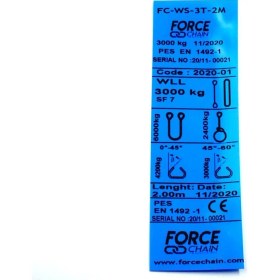 FC-WS-3T-2M
FORCE
CHAIN
3000 kg 11/2020
PES EN 1492-1
SERIAL NO :20/11- 00021
Code : 2020-01
WLL
3000 kg
SF 7
6000kg
2400kg
0°-45° 45°-60°
4200kg
3000kg
Lenght: Date:
2.00m 11/2020
PES
EN 1492 -1 CE
SERIAL NO: 20/11- 00021
FORCE
CHAIN
www.forcechain.com